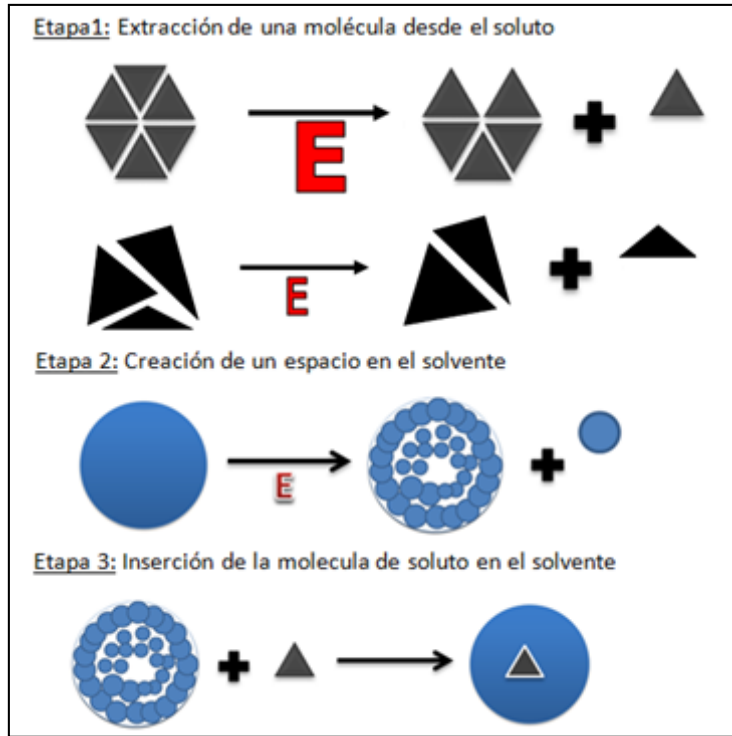 Etapa1: Extracción de una molécula desde el soluto
E
E
Etapa 2: Creación de un espacio en el solvente
E
Etapa 3: Inserción de la molecula de soluto en el solvente